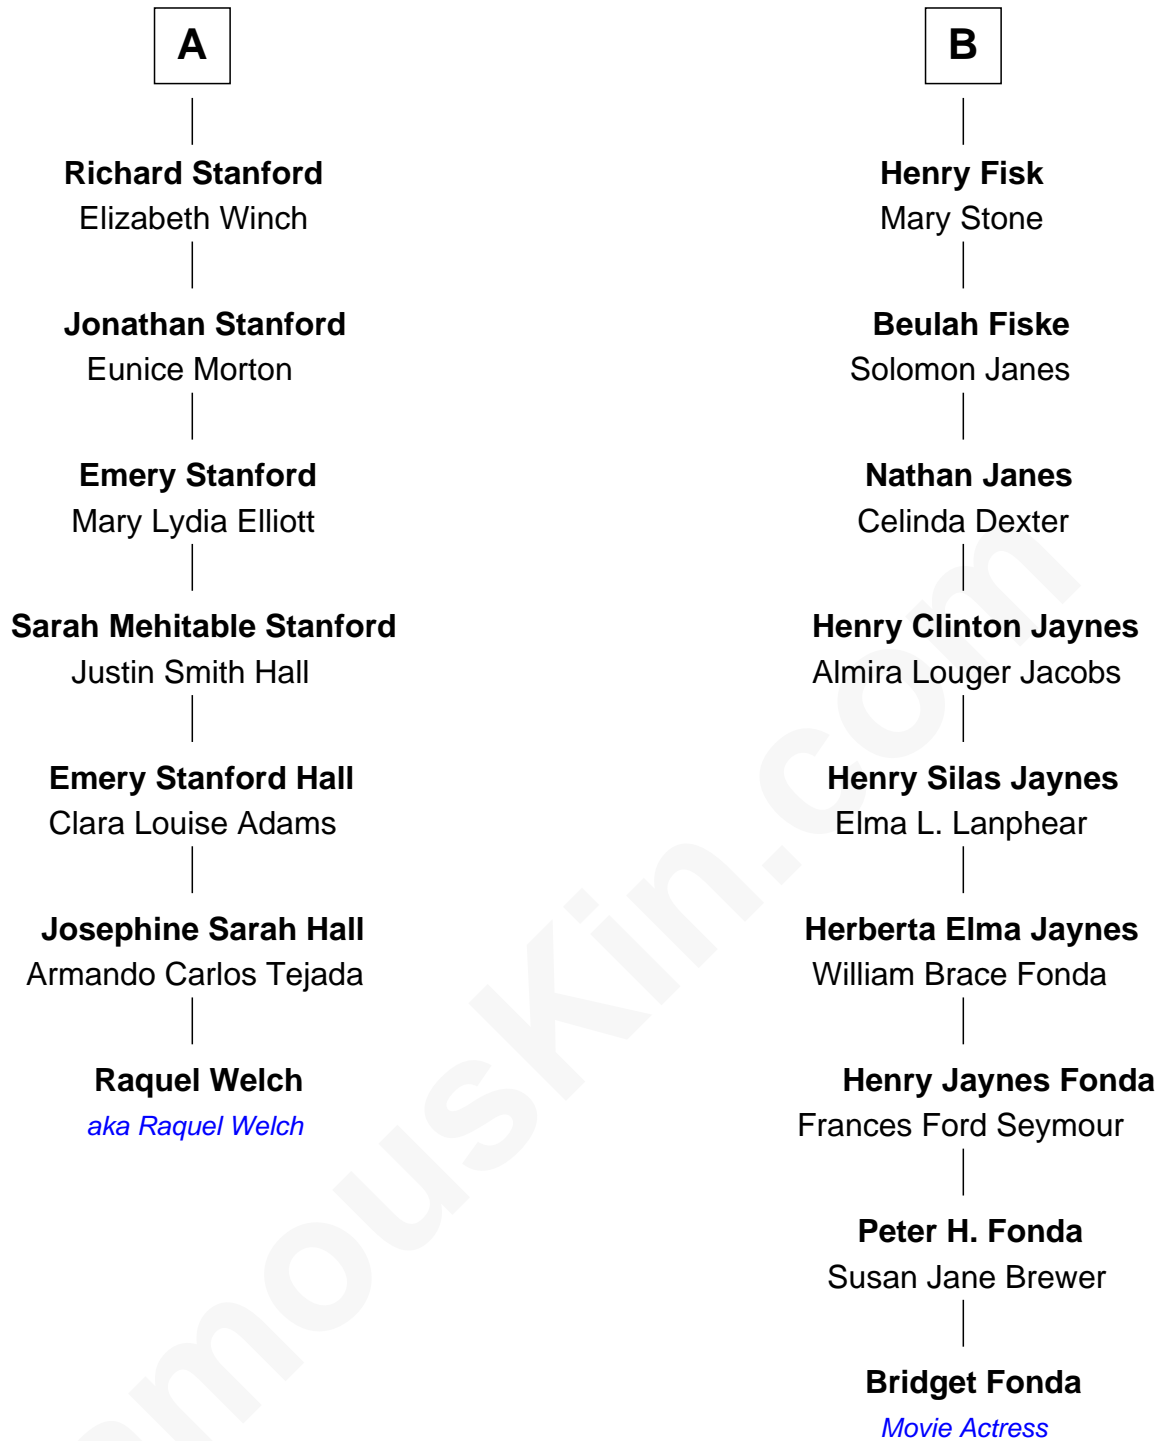 A
Richard Stanford
Elizabeth Winch
Jonathan Stanford
Eunice Morton
Emery Stanford
Mary Lydia Elliott
Sarah Mehitable Stanford
Justin Smith Hall
Emery Stanford Hall
Clara Louise Adams
Josephine Sarah Hall
Armando Carlos Tejada
Raquel Welch
aka Raquel Welch
B
Henry Fisk
Mary Stone
Beulah Fiske
Solomon Janes
Nathan Janes
Celinda Dexter
Henry Clinton Jaynes
Almira Louger Jacobs
Henry Silas Jaynes
Elma L. Lanphear
Herberta Elma Jaynes
William Brace Fonda
Henry Jaynes Fonda
Frances Ford Seymour
Peter H. Fonda
Susan Jane Brewer
Bridget Fonda
Movie Actress